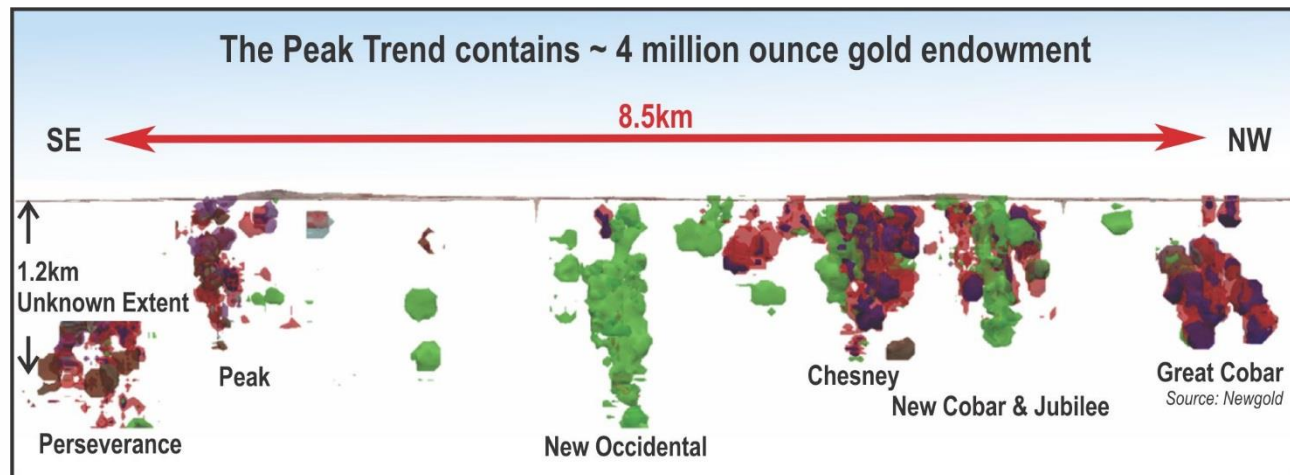 The Peak Trend contains ~ 4 million ounce gold endowment
8.5km
SE
NW
1.2km
Unknown Extent
Peak
Perseverance
New Occidental
Chesney
New Cobar & Jubilee
Great Cobar
Source: Newgold